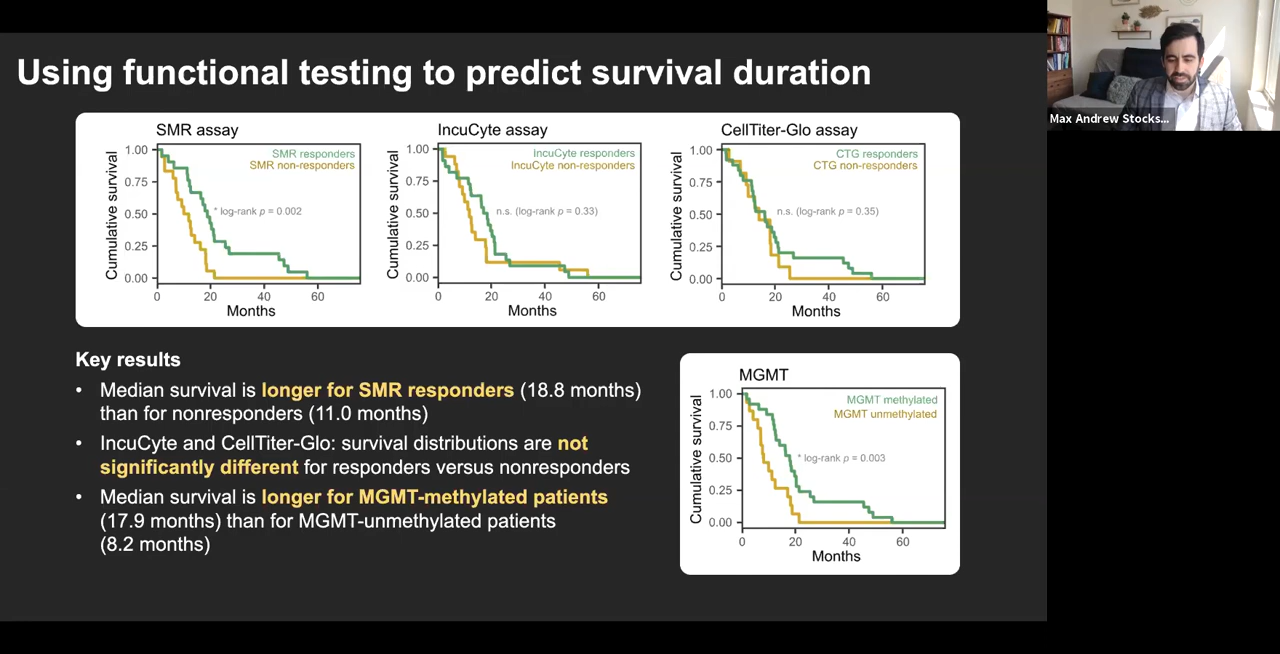 Using functional testing to predict survival duration
Max Andrew Stocks...
SMR assay
Cumulative survival
1.00
0.75
0.50
0.25
0.00
SMR responders
SMR non-responders
* log-rank p = 0.002
0 20 40 60
Months
IncuCyte assay
Cumulative survival
1.00
0.75
0.50
0.25
0.00
IncuCyte responders
IncuCyte non-responders
n.s. (log-rank p = 0.33)
0 20 40 60
Months
CellTiter-Glo assay
Cumulative survival
1.00
0.75
0.50
0.25
0.00
CTG responders
CTG non-responders
n.s. (log-rank p = 0.35)
0 20 40 60
Months
Key results
• Median survival is longer for SMR responders (18.8 months)
than for nonresponders (11.0 months)
• IncuCyte and CellTiter-Glo: survival distributions are not
significantly different for responders versus nonresponders
• Median survival is longer for MGMT-methylated patients
(17.9 months) than for MGMT-unmethylated patients
(8.2 months)
MGMT
Cumulative survival
1.00
0.75
0.50
0.25
0.00
MGMT methylated
MGMT unmethylated
* log-rank p = 0.003
0 20 40 60
Months